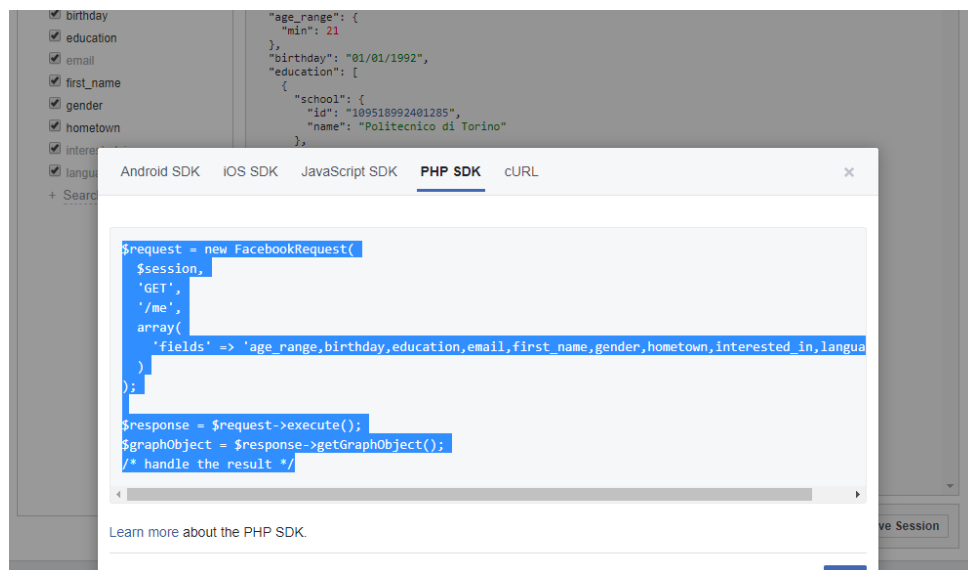 birthday
education
email
first_name
gender
hometown
+
"age_range": {
"min": 21
},
"birthday": "01/01/1992",
"education": [
{
"school": {
"id": "109518992401285",
"name": "Politecnico di Torino"
},
Android SDK iOS SDK JavaScript SDK PHP SDK cURL ×
$request = new FacebookRequest(
$session,
'GET',
'/me',
array(
'fields' => 'age_range,birthday,education,email,first_name,gender,hometown,interested_in,langua
)
);
$response = $request->execute();
$graphObject = $response->getGraphObject();
/* handle the result */
Learn more about the PHP SDK.
Session